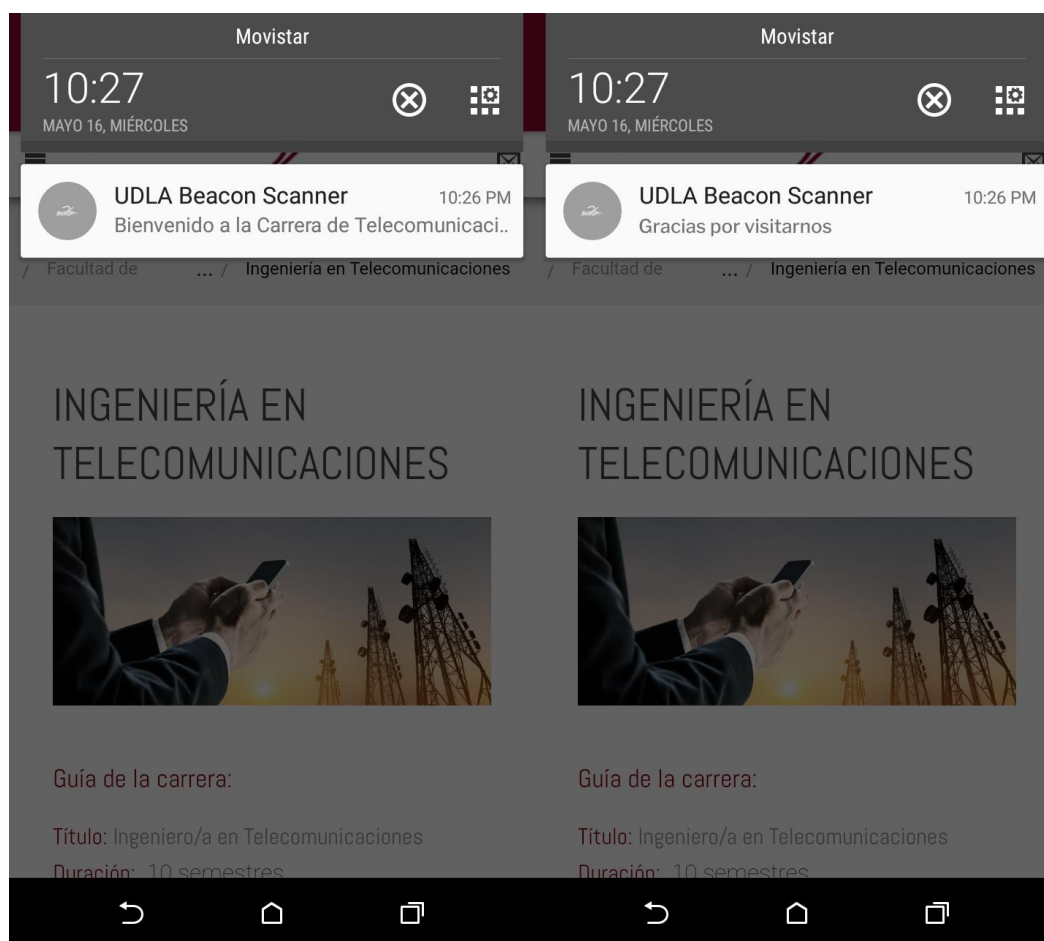 Movistar
10:27
MAYO 16, MIÉRCOLES
UDLA Beacon Scanner 10:26 PM
Bienvenido a la Carrera de Telecomunicaci..
/ Facultad de ... / Ingeniería en Telecomunicaciones
INGENIERÍA EN
TELECOMUNICACIONES
Guía de la carrera:
Título: Ingeniero/a en Telecomunicaciones
Duración: 10 semestres
Movistar
10:27
MAYO 16, MIÉRCOLES
UDLA Beacon Scanner 10:26 PM
Gracias por visitarnos
/ Facultad de ... / Ingeniería en Telecomunicaciones
INGENIERÍA EN
TELECOMUNICACIONES
Guía de la carrera:
Título: Ingeniero/a en Telecomunicaciones
Duración: 10 semestres